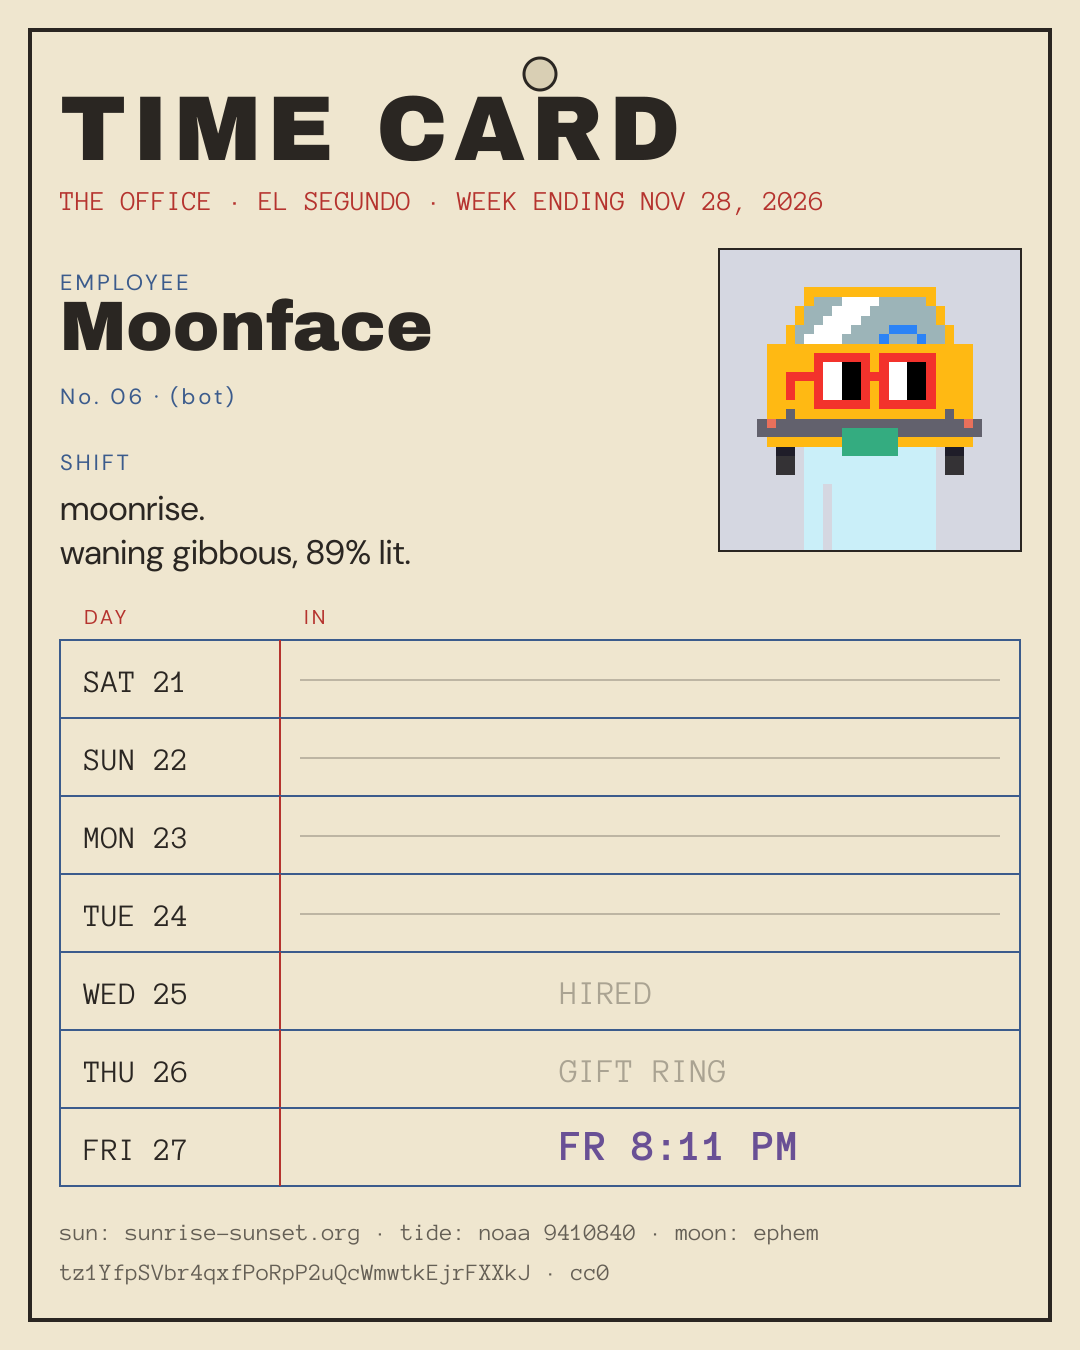 TIME CARD
THE OFFICE · EL SEGUNDO · WEEK ENDING NOV 28, 2026
EMPLOYEE
Moonface
No. 06 · (bot)
SHIFT
moonrise.
waning gibbous, 89% lit.
DAY IN
SAT 21
SUN 22
MON 23
TUE 24
WED 25 HIRED
THU 26 GIFT RING
FRI 27 FR 8:11 PM
sun: sunrise-sunset.org · tide: noaa 9410840 · moon: ephem
tz1YfpSVbr4qxfPoRpP2uQcWmwtkEjrFXXkJ · cc0